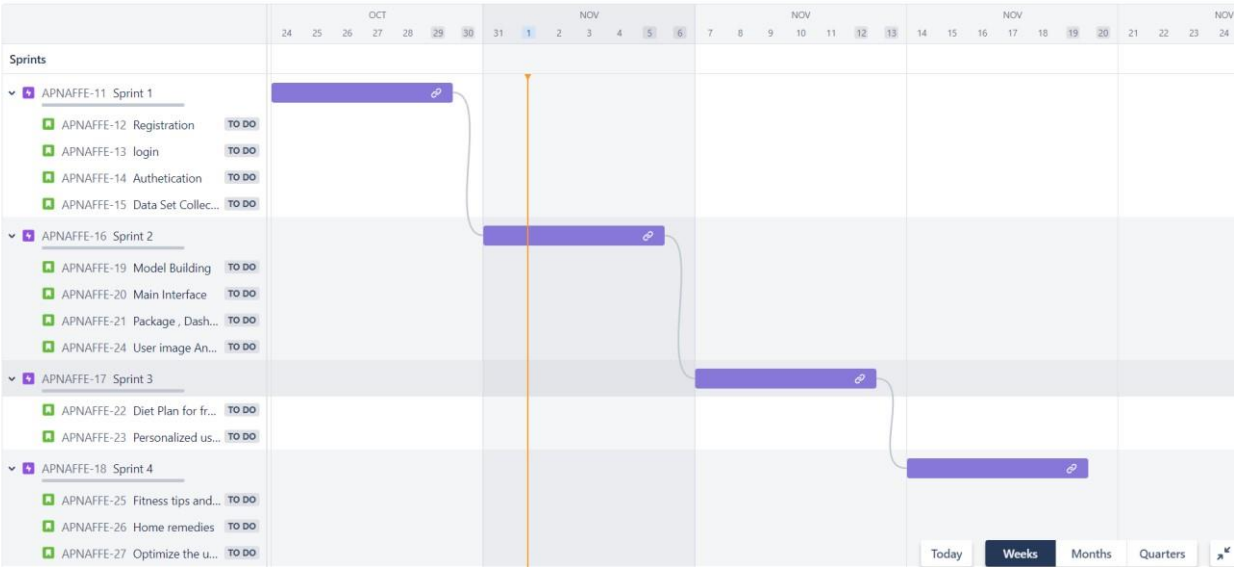 OCT NOV NOV NOV NOV
24 25 26 27 28 29 30 31 1 2 3 4 5 6 7 8 9 10 11 12 13 14 15 16 17 18 19 20 21 22 23 24
Sprints
APNAFFE-11 Sprint 1
APNAFFE-12 Registration TO DO
APNAFFE-13 login TO DO
APNAFFE-14 Authetication TO DO
APNAFFE-15 Data Set Collec... TO DO
APNAFFE-16 Sprint 2
APNAFFE-19 Model Building TO DO
APNAFFE-20 Main Interface TO DO
APNAFFE-21 Package , Dash... TO DO
APNAFFE-24 User image An... TO DO
APNAFFE-17 Sprint 3
APNAFFE-22 Diet Plan for fr... TO DO
APNAFFE-23 Personalized us... TO DO
APNAFFE-18 Sprint 4
APNAFFE-25 Fitness tips and... TO DO
APNAFFE-26 Home remedies TO DO
APNAFFE-27 Optimize the u... TO DO
Today Weeks Months Quarters